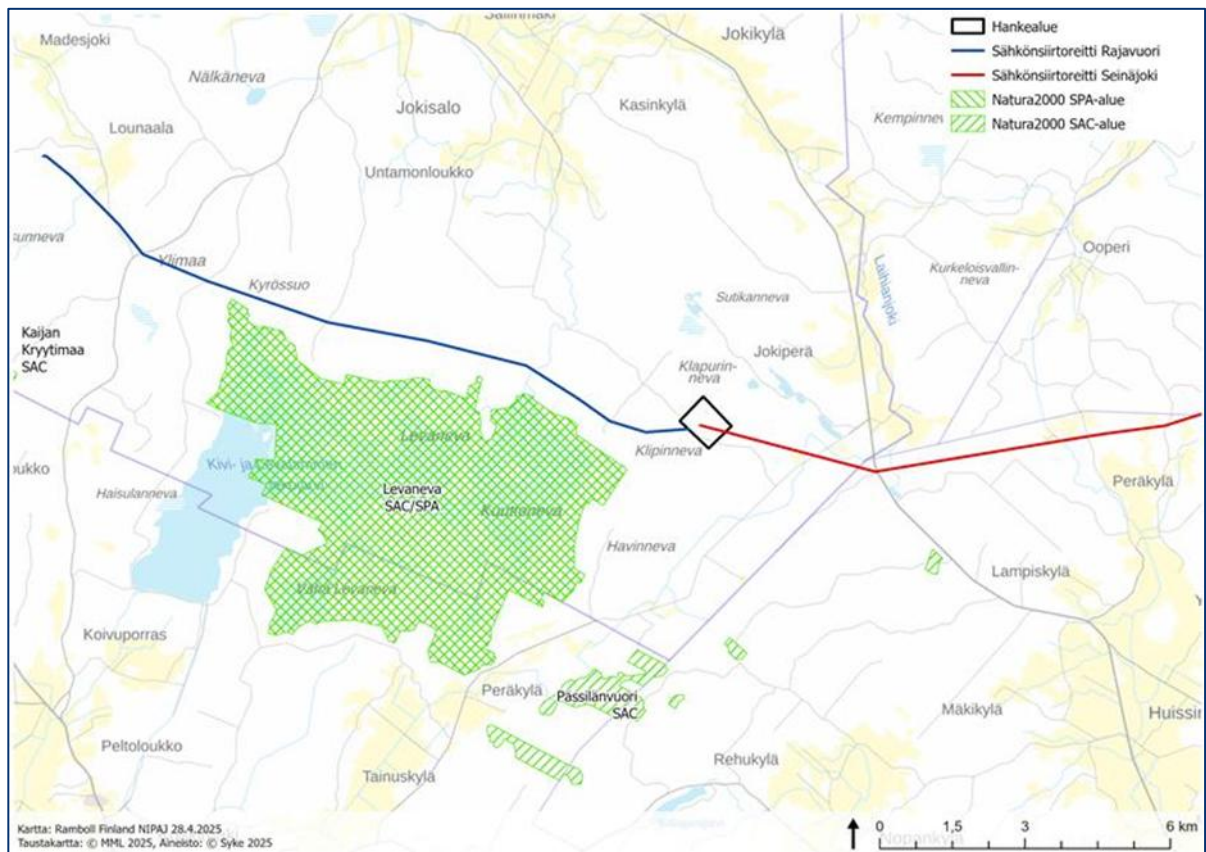 Madesjoki
Nälkäneva
Jokisalo
Lounaala
Untamonloukko
Kasinkylä
Jokikylä
Hankealue
Sähkönsiirtoreitti Rajavuori
Sähkönsiirtoreitti Seinäjoki
Natura2000 SPA-alue
Natura2000 SAC-alue
Ylimaa
Kyrössuo
Sutikanneva
Laihianjoki
Kurkeloisvallin-
neva
Ooperi
Kaijan
Kryytimaa
SAC
Klapurin-
neva
Jokiperä
Levaneva
Klipinneva
Haisulanneva
Levaneva
SAC/SPA
Havinneva
Peräkylä
Lampiskylä
Koivuporras
Peräkylä
Passilanvuori
SAC
Mäkikylä
Peltoloukko
Tainuskylä
Rehukylä
Kartta: Ramboll Finland NIPAJ 28.4.2025
Taustakartta: © MML 2025, Aineisto: © Syke 2025
0 1,5 3 6 km